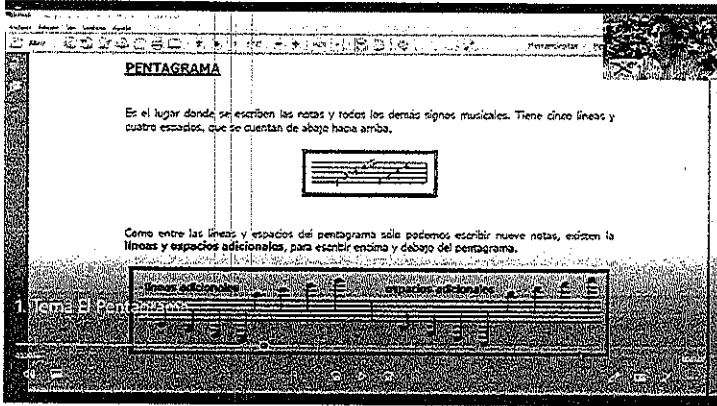 Abrir
Herramientas
PENTAGRAMA
Es el lugar donde se escriben las notas y todos los demás signos musicales. Tiene cinco líneas y
cuatro espacios, que se cuentan de abajo hacia arriba.
Como entre las líneas y espacios del pentagrama sólo podemos escribir nueve notas, existen la
líneas y espacios adicionales, para escribir encima y debajo del pentagrama.
líneas adicionales
espacios adicionales
1. Tema El Pentagrama